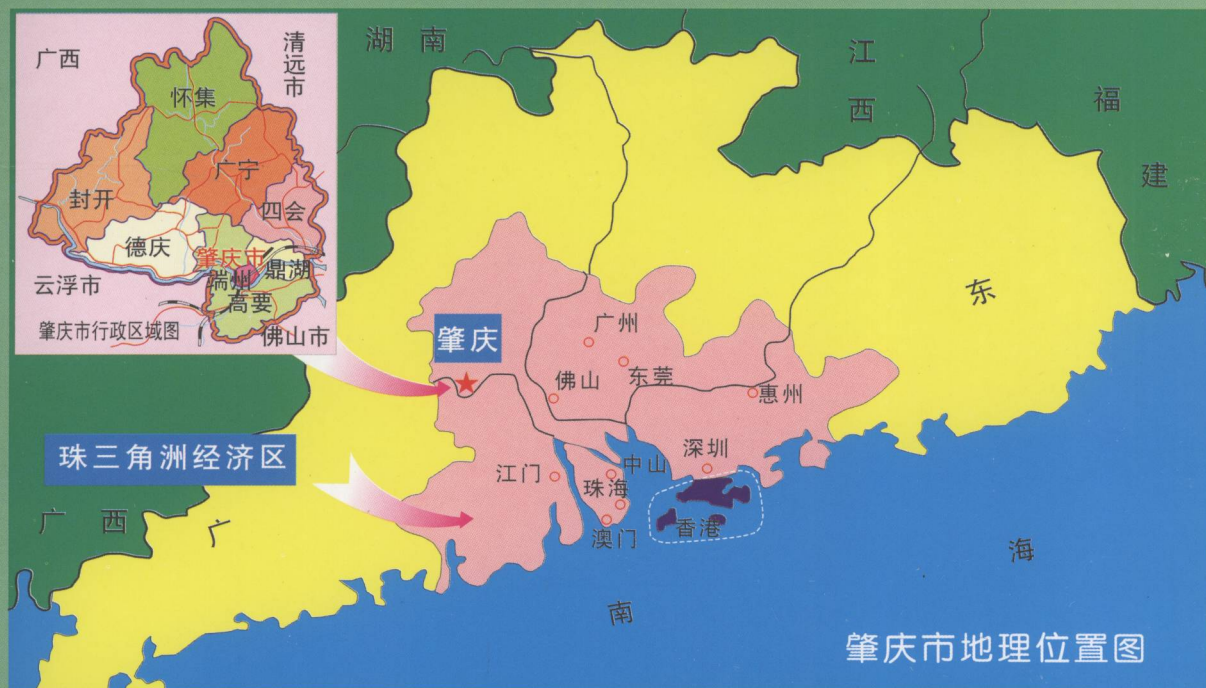 广西
清远市
怀集
广宁
封开
四会
德庆
肇庆市
鼎湖
端州
高要
云浮市
肇庆市行政区域图
佛山市
湖南
江西
福建
广东
肇庆
广州
东莞
佛山
惠州
珠三角洲经济区
深圳
江门
中山
珠海
香港
澳门
广西
南海
肇庆市地理位置图